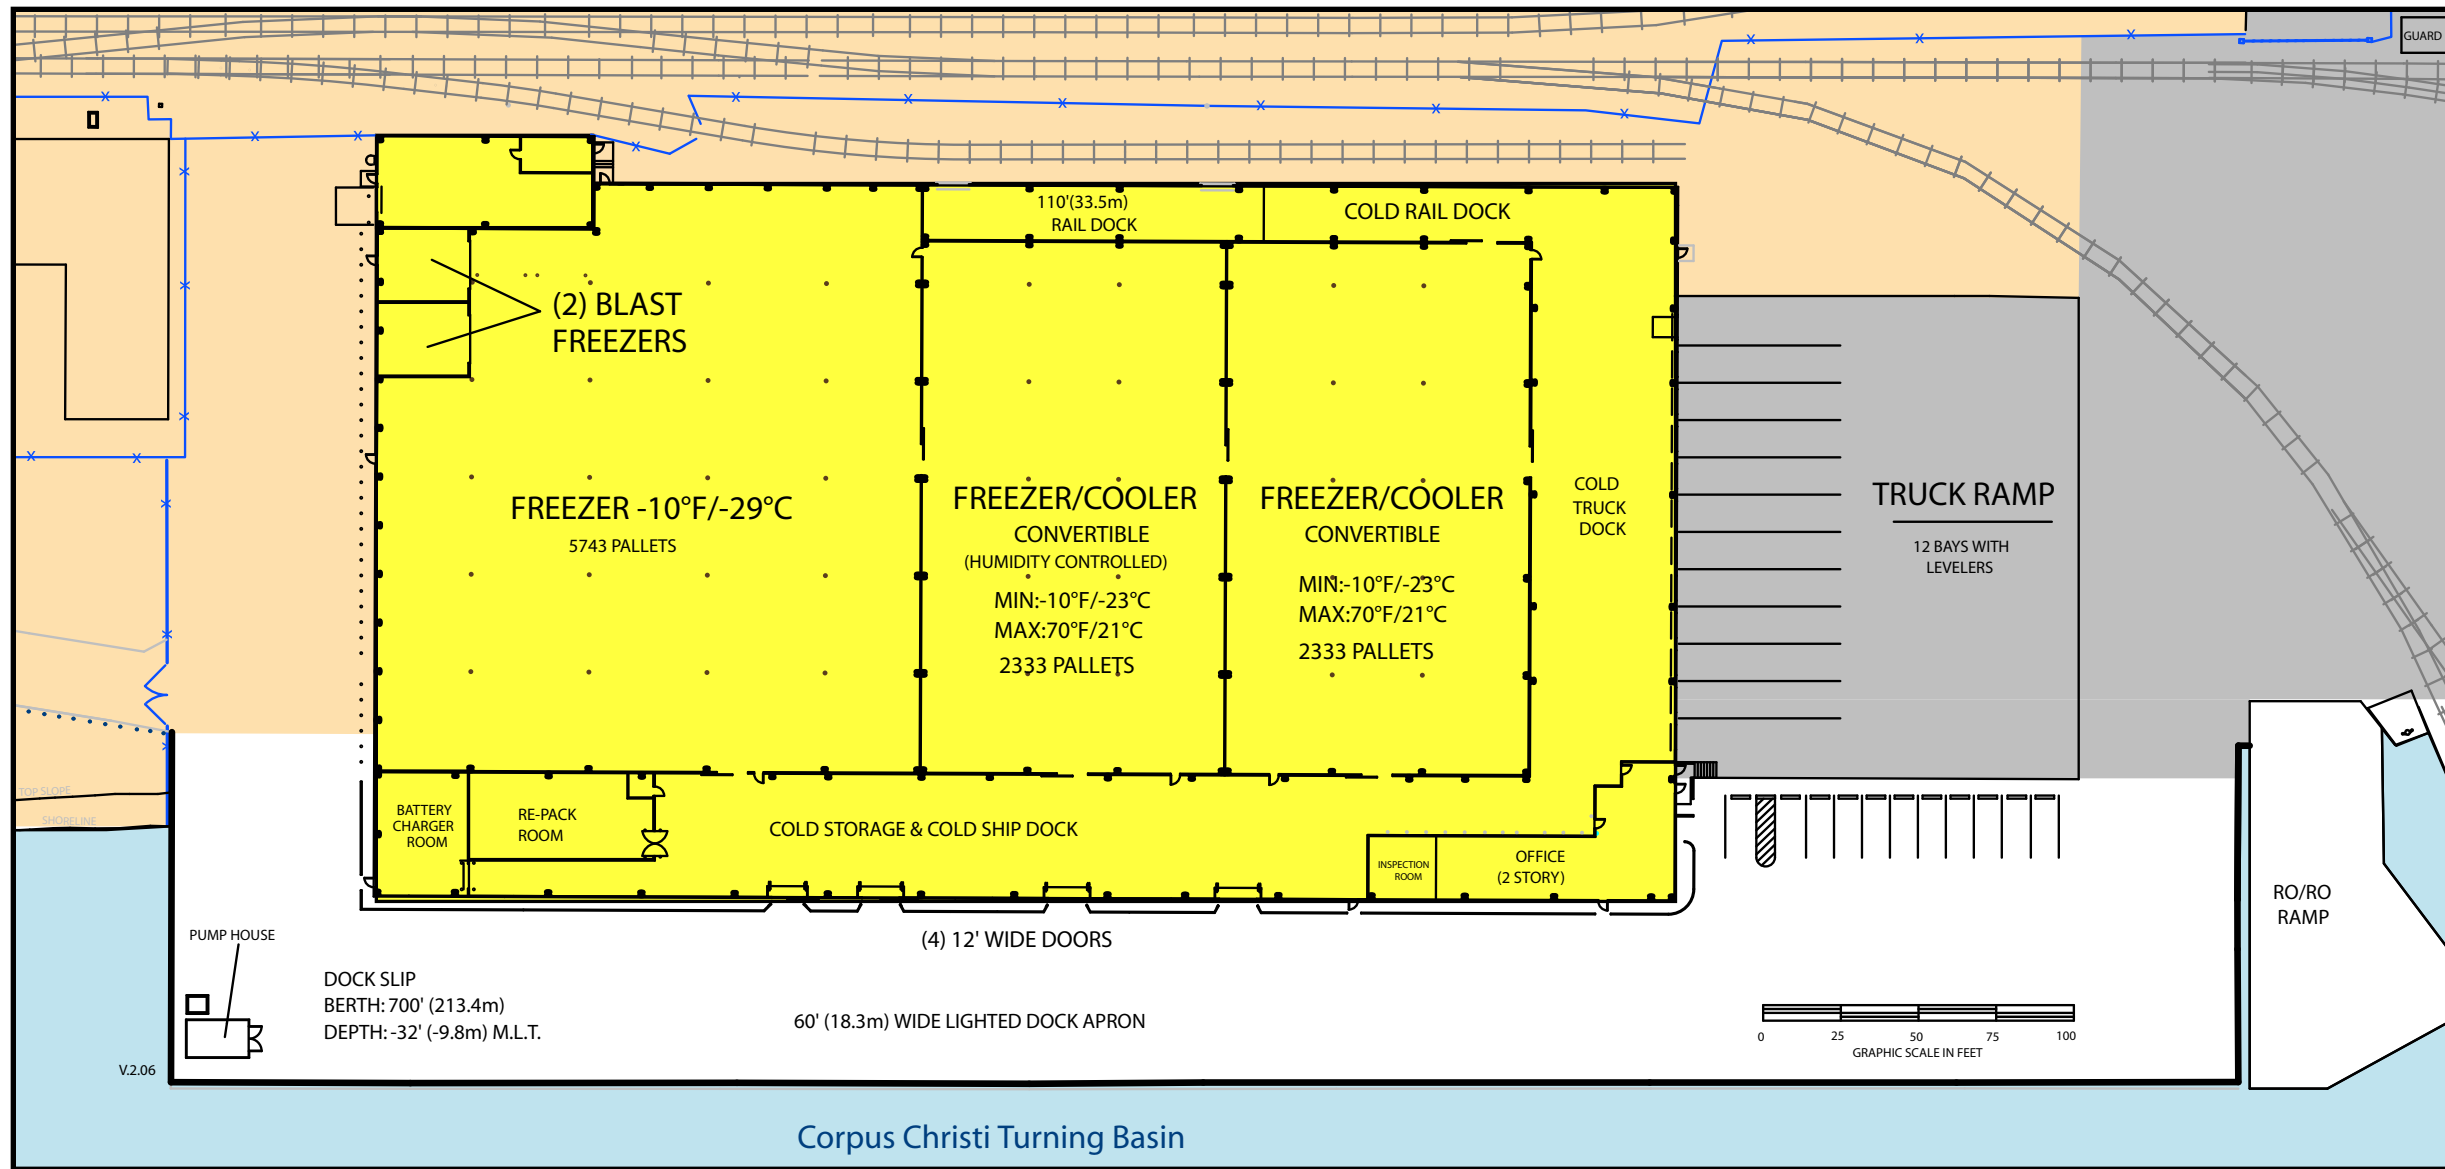 GUARD
110'(33.5m)
RAIL DOCK
COLD RAIL DOCK
(2) BLAST
FREEZERS
FREEZER -10°F/-29°C
5743 PALLETS
FREEZER/COOLER
CONVERTIBLE
(HUMIDITY CONTROLLED)
MIN:-10°F/-23°C
MAX:70°F/21°C
2333 PALLETS
FREEZER/COOLER
CONVERTIBLE
MIN:-10°F/-23°C
MAX:70°F/21°C
2333 PALLETS
COLD
TRUCK
DOCK
TRUCK RAMP
12 BAYS WITH
LEVELERS
TOP SLOPE
SHORELINE
BATTERY
CHARGER
ROOM
RE-PACK
ROOM
COLD STORAGE & COLD SHIP DOCK
INSPECTION
ROOM
OFFICE
(2 STORY)
RO/RO
RAMP
PUMP HOUSE
(4) 12' WIDE DOORS
DOCK SLIP
BERTH: 700' (213.4m)
DEPTH: -32' (-9.8m) M.L.T.
60' (18.3m) WIDE LIGHTED DOCK APRON
0 25 50 75 100
GRAPHIC SCALE IN FEET
V.2.06
Corpus Christi Turning Basin